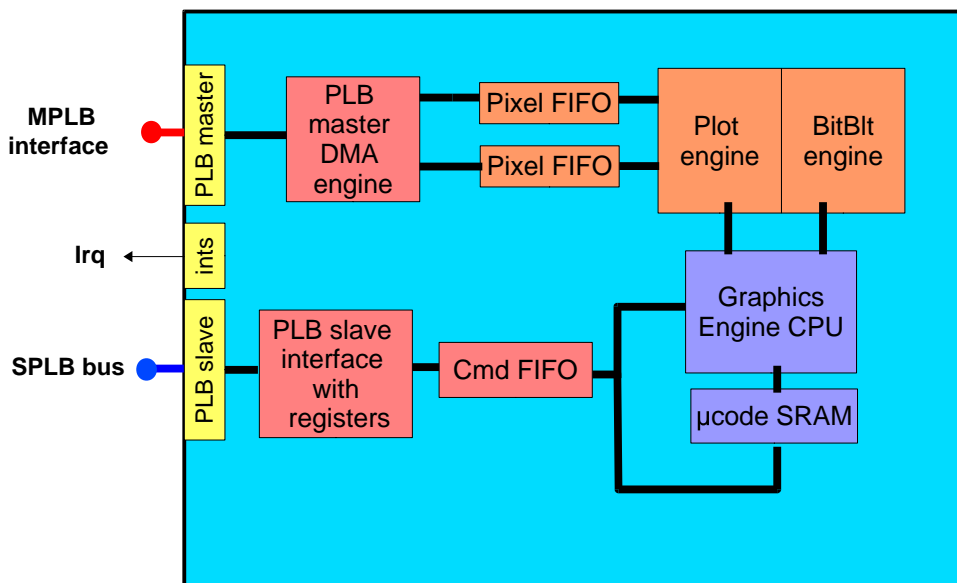 MPLB
interface
PLB master
PLB
master
DMA
engine
Pixel FIFO
Pixel FIFO
Plot
engine
BitBlt
engine
Irq
ints
Graphics
Engine CPU
SPLB bus
PLB slave
PLB slave
interface
with
registers
Cmd FIFO
µcode SRAM